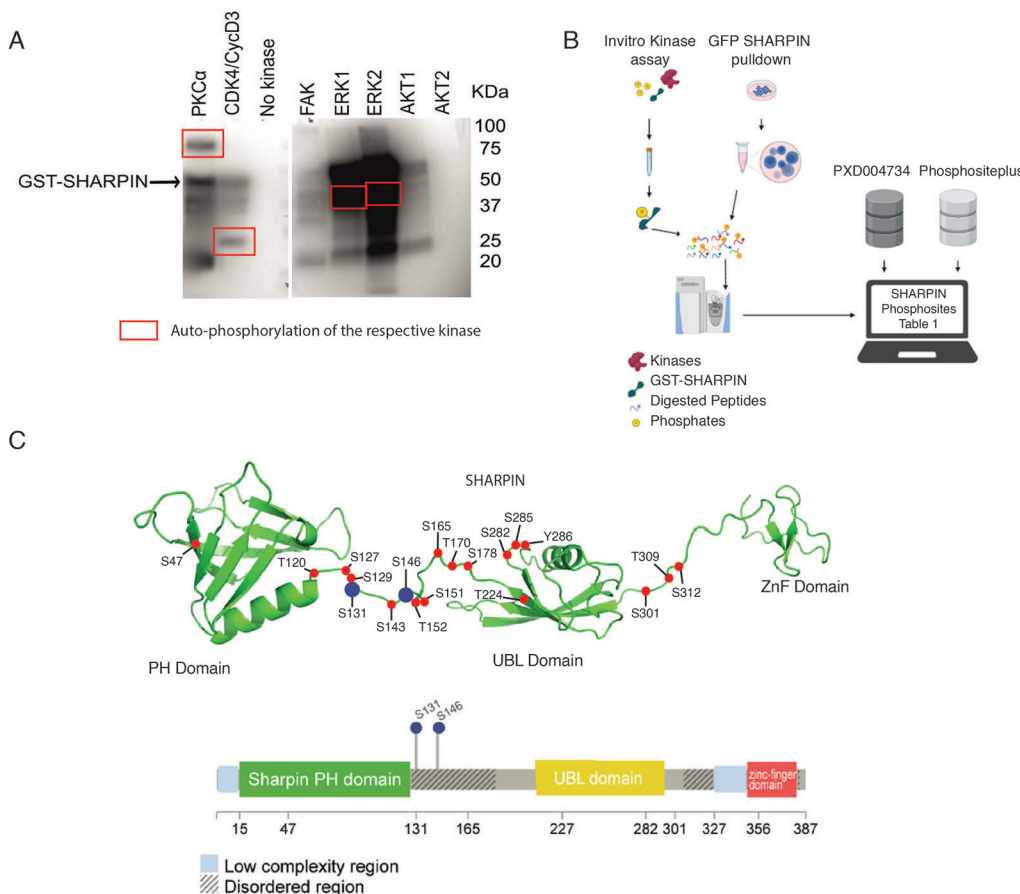 A
PKCα
CDK4/CycD3
No kinase
FAK
ERK1
ERK2
AKT1
AKT2
KDa
100
75
50
37
25
20
GST-SHARPIN
Auto-phosphorylation of the respective kinase
B
Invitro Kinase
assay
GFP SHARPIN
pulldown
PXD004734
Phosphositeplus
SHARPIN
Phosphosites
Table 1
Kinases
GST-SHARPIN
Digested Peptides
Phosphates
C
SHARPIN
S47
T120
S127
S129
S131
S146
S143
S165
T170
S178
S151
T152
S282
S285
Y286
T224
T309
S312
S301
PH Domain
UBL Domain
ZnF Domain
S131
S146
Sharpin PH domain
UBL domain
zinc-finger
domain
15 47 131 165 227 282 301 327 356 387
Low complexity region
Disordered region